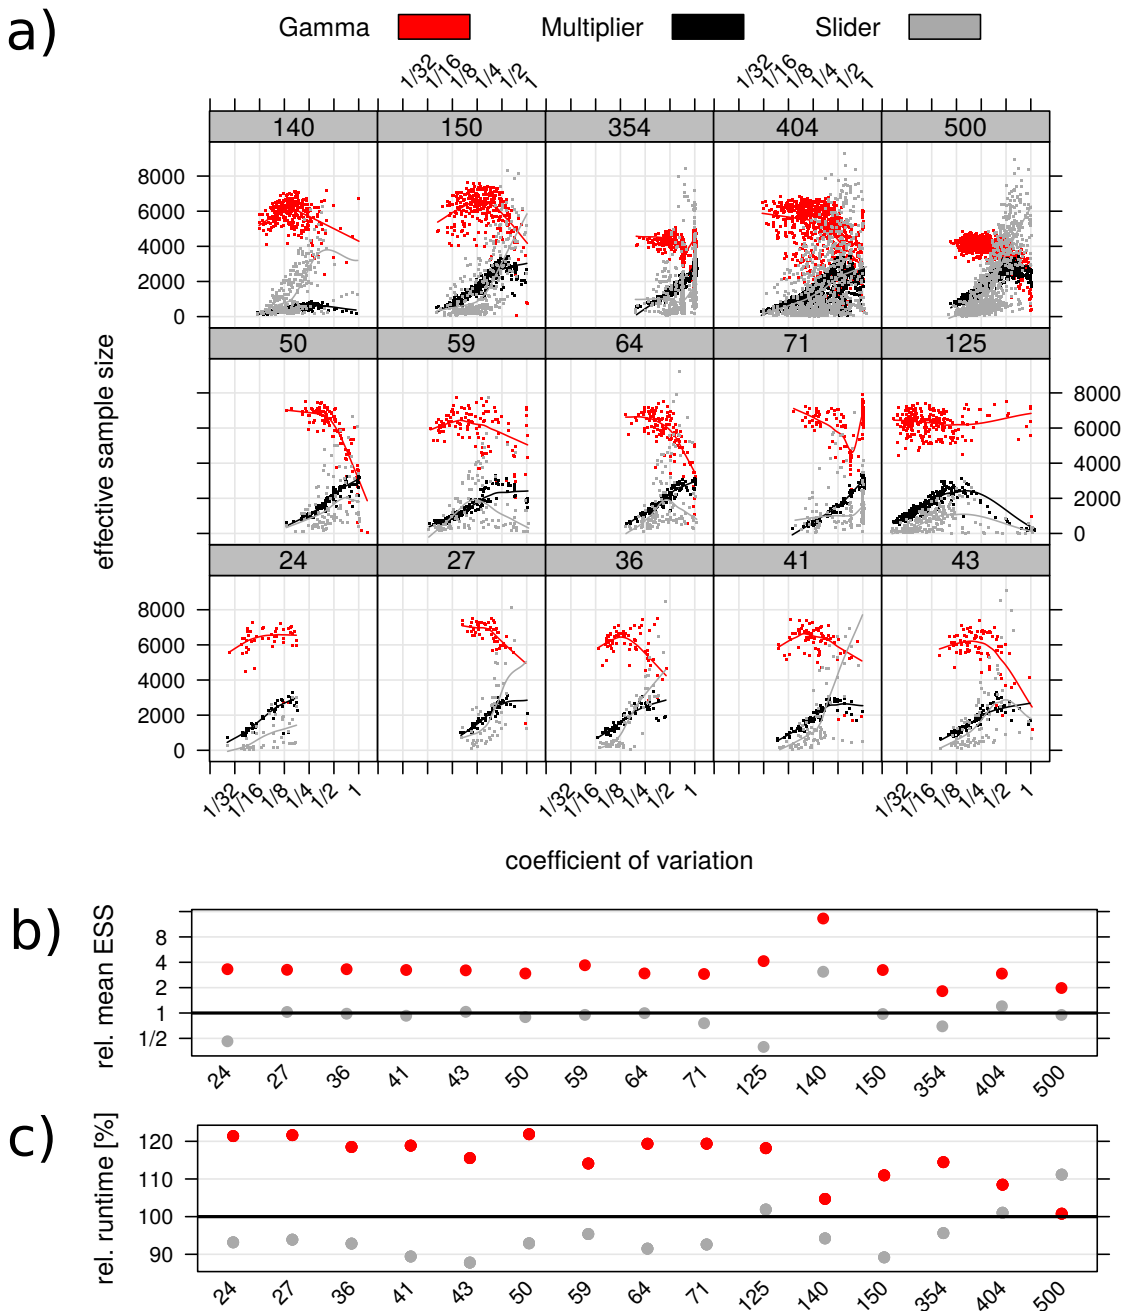 a)
Gamma Multiplier Slider
1/32 1/16 1/8 1/4 1/2 1 1/32 1/16 1/8 1/4 1/2 1
140 150 354 404 500
8000
6000
4000
2000
0
50 59 64 71 125
8000
6000
4000
2000
0
24 27 36 41 43
8000
6000
4000
2000
0
effective sample size
1/32 1/16 1/8 1/4 1/2 1 1/32 1/16 1/8 1/4 1/2 1 1/32 1/16 1/8 1/4 1/2 1
coefficient of variation
b)
rel. mean ESS
8
4
2
1
1/2
24 27 36 41 43 50 59 64 71 125 140 150 354 404 500
c)
rel. runtime [%]
120
110
100
90
24 27 36 41 43 50 59 64 71 125 140 150 354 404 500